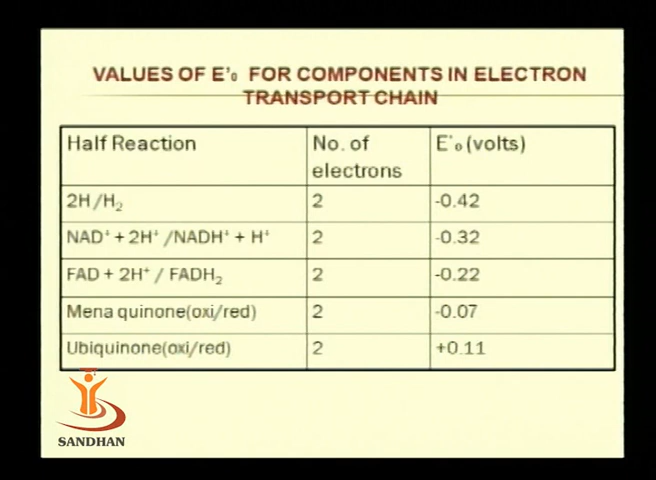 VALUES OF E'₀ FOR COMPONENTS IN ELECTRON
TRANSPORT CHAIN
Half Reaction No. of electrons E'₀ (volts)
2H⁺/H₂ 2 -0.42
NAD⁺ + 2H⁺ /NADH⁺ + H⁺ 2 -0.32
FAD + 2H⁺ / FADH₂ 2 -0.22
Mena quinone(oxi/red) 2 -0.07
Ubiquinone(oxi/red) 2 +0.11
SANDHAN